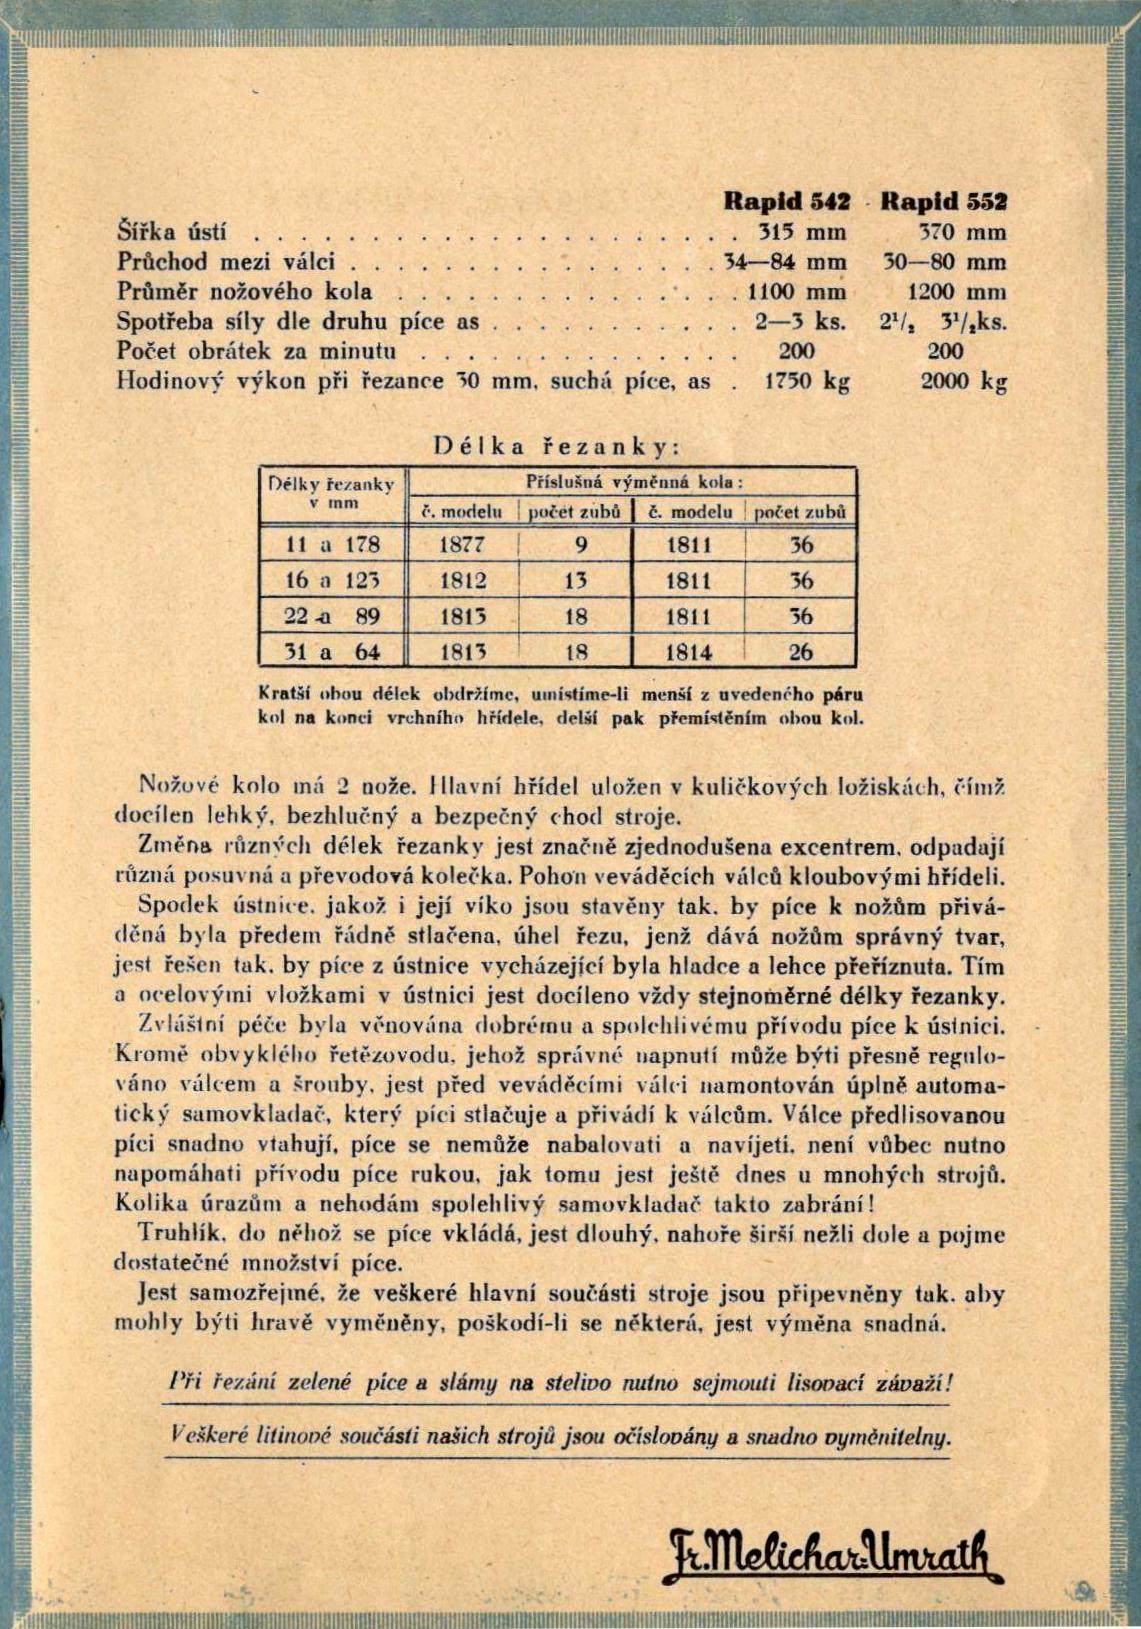 Rapid 542 Rapid 552
Šířka ústí . . . . . . . . . . . . . . . . . . . . . 315 mm 370 mm
Průchod mezi válci . . . . . . . . . . . . . . . . 34—84 mm 30—80 mm
Průměr nožového kola . . . . . . . . . . . . . . . 1100 mm 1200 mm
Spotřeba síly dle druhu píce as . . . . . . . . . . . 2—3 ks. 2¹/₂ 3¹/₂ks.
Počet obrátek za minutu . . . . . . . . . . . . . . 200 200
Hodinový výkon při řezance 30 mm, suchá píce, as . 1750 kg 2000 kg
Délka řezanky:
Délky řezanky v mm Příslušná výměnná kola:
č. modelu počet zubů č. modelu počet zubů
11 a 178 1877 9 1811 36
16 a 123 1812 13 1811 36
22 a 89 1813 18 1811 36
31 a 64 1813 18 1814 26
Kratší obou délek obdržíme, umístíme-li menší z uvedeného páru
kol na konci vrchního hřídele, delší pak přemístěním obou kol.
Nožové kolo má 2 nože. Hlavní hřídel uložen v kuličkových ložiskách, čímž
docílen lehký, bezhlučný a bezpečný chod stroje.
Změna různých délek řezanky jest značně zjednodušena excentrem, odpadají
různá posuvná a převodová kolečka. Pohon veváděcích válců kloubovými hřídeli.
Spodek ústnice, jakož i její víko jsou stavěny tak, by píce k nožům přivá-
děná byla předem řádně stlačena, úhel řezu, jenž dává nožům správný tvar,
jest řešen tak, by píce z ústnice vycházející byla hladce a lehce přeříznuta. Tím
a ocelovými vložkami v ústnici jest docíleno vždy stejnoměrné délky řezanky.
Zvláštní péče byla věnována dobrému a spolehlivému přívodu píce k ústnici.
Kromě obvyklého řetězovodu, jehož správné napnutí může býti přesně regulo-
váno válcem a šrouby, jest před veváděcími válci namontován úplně automa-
tický samovkladač, který píci stlačuje a přivádí k válcům. Válce předlisovanou
píci snadno vtahují, píce se nemůže nabalovati a navíjeti, není vůbec nutno
napomáhati přívodu píce rukou, jak tomu jest ještě dnes u mnohých strojů.
Kolika úrazům a nehodám spolehlivý samovkladač takto zabrání!
Truhlík, do něhož se píce vkládá, jest dlouhý, nahoře širší nežli dole a pojme
dostatečné množství píce.
Jest samozřejmé, že veškeré hlavní součásti stroje jsou připevněny tak, aby
mohly býti hravě vyměněny, poškodí-li se některá, jest výměna snadná.
Při řezání zelené píce a slámy na stelivo nutno sejmouti lisovací závaží!
Veškeré litinové součásti našich strojů jsou očíslovány a snadno vyměnitelny.
Fr. Melichar-Umrath